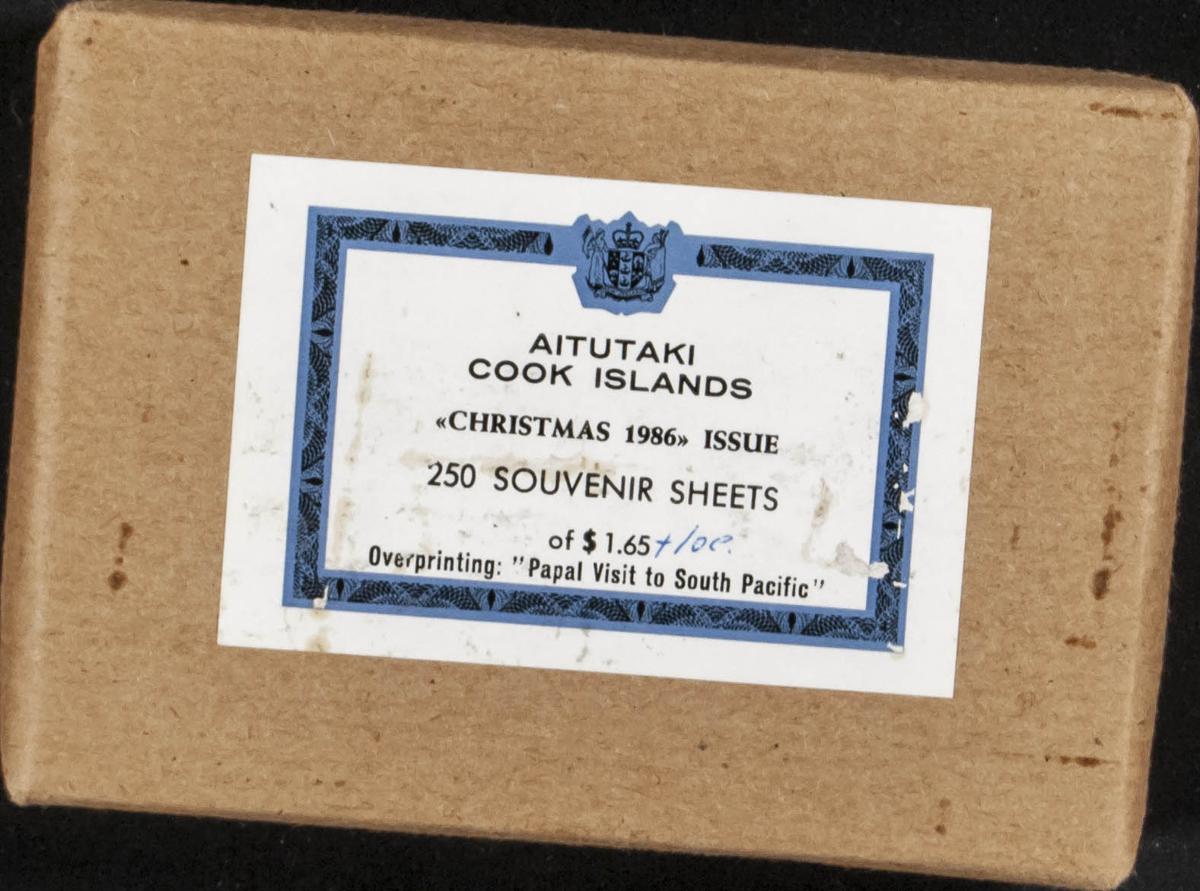 AITUTAKI
COOK ISLANDS
«CHRISTMAS 1986» ISSUE
250 SOUVENIR SHEETS
of $ 1.65 +10c.
Overprinting: "Papal Visit to South Pacific"